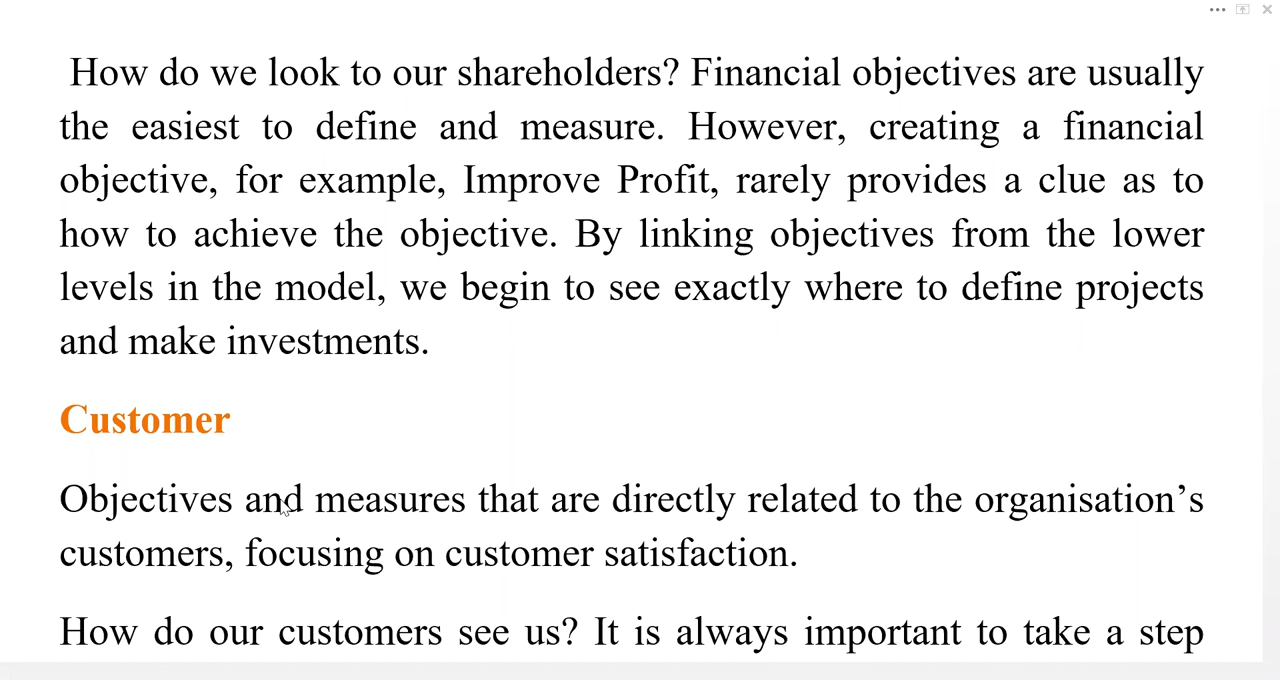 How do we look to our shareholders? Financial objectives are usually
the easiest to define and measure. However, creating a financial
objective, for example, Improve Profit, rarely provides a clue as to
how to achieve the objective. By linking objectives from the lower
levels in the model, we begin to see exactly where to define projects
and make investments.
Customer
Objectives and measures that are directly related to the organisation’s
customers, focusing on customer satisfaction.
How do our customers see us? It is always important to take a step